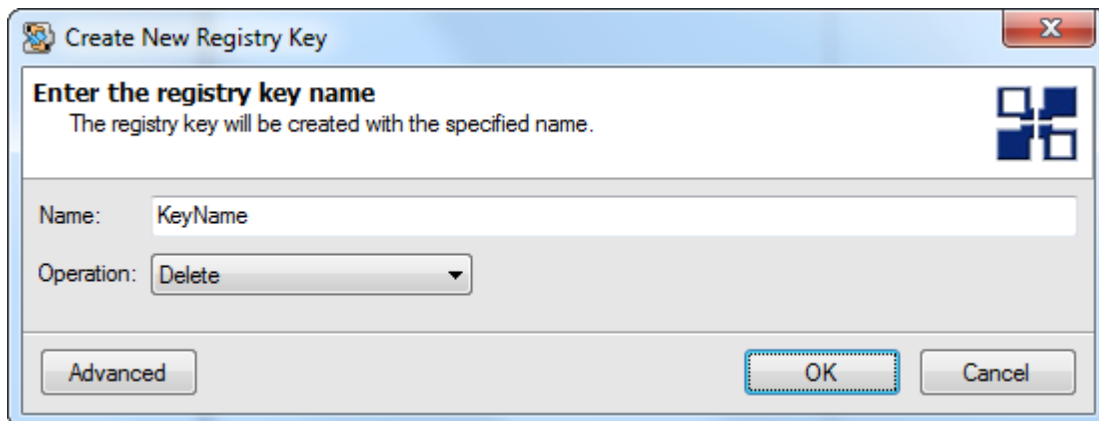 Create New Registry Key
Enter the registry key name
The registry key will be created with the specified name.
Name: KeyName
Operation: Delete
Advanced OK Cancel